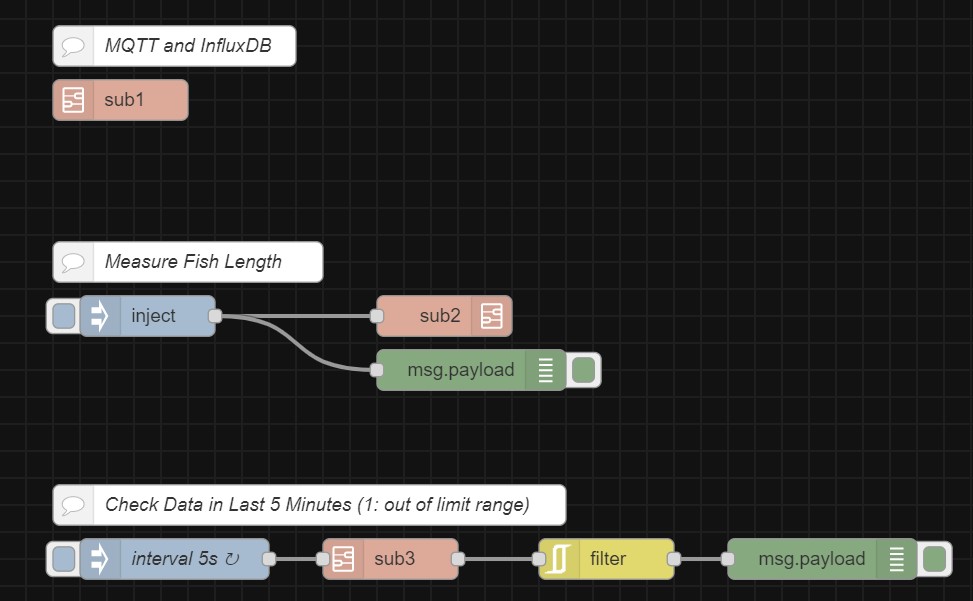 MQTT and InfluxDB
sub1
Measure Fish Length
inject
sub2
msg.payload
Check Data in Last 5 Minutes (1: out of limit range)
interval 5s ↻
sub3
filter
msg.payload